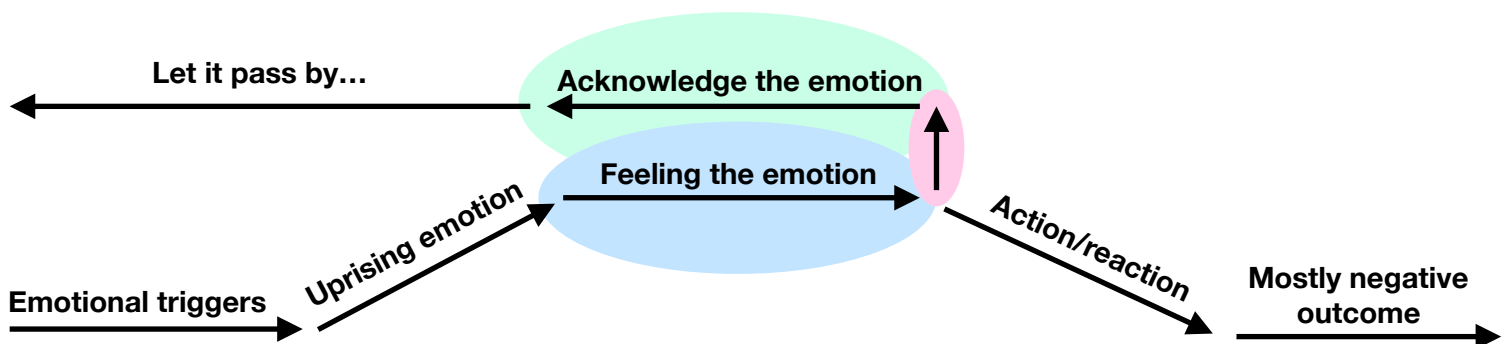 Let it pass by…
Acknowledge the emotion
Feeling the emotion
Uprising emotion
Emotional triggers
Action/reaction
Mostly negative
outcome